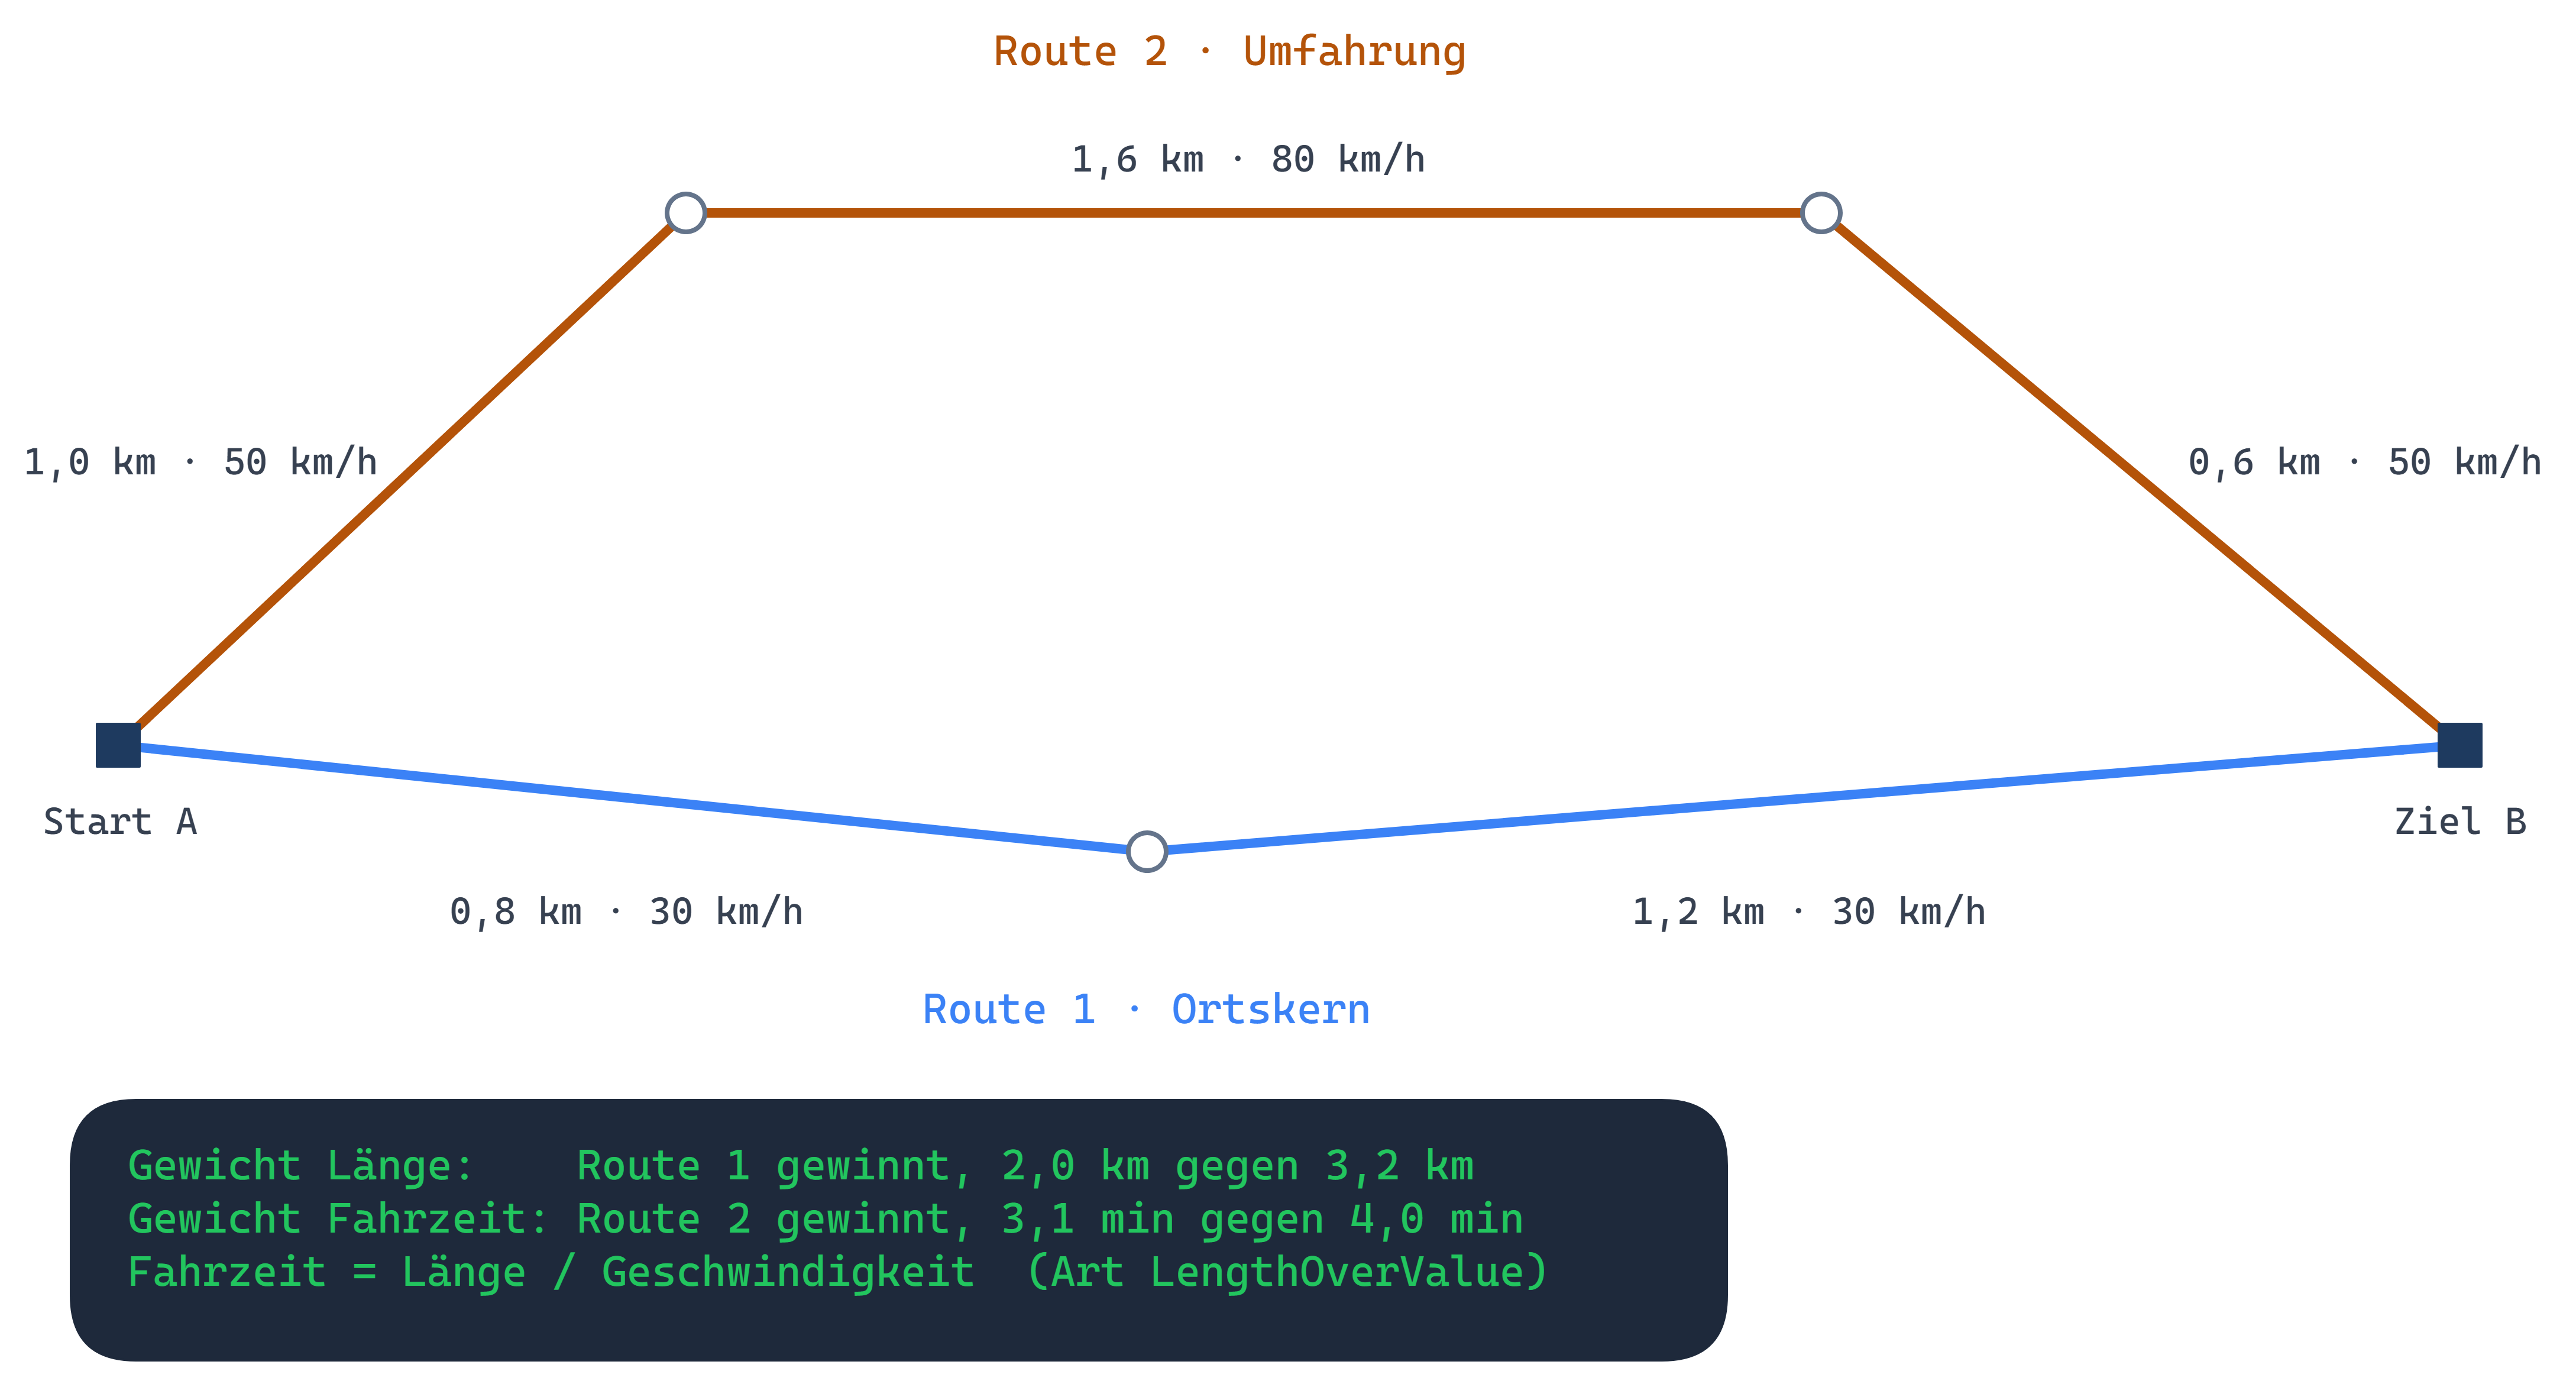 Route 2 · Umfahrung
1,6 km · 80 km/h
1,0 km · 50 km/h
0,6 km · 50 km/h
Start A
Ziel B
0,8 km · 30 km/h
1,2 km · 30 km/h
Route 1 · Ortskern
Gewicht Länge:    Route 1 gewinnt, 2,0 km gegen 3,2 km
Gewicht Fahrzeit: Route 2 gewinnt, 3,1 min gegen 4,0 min
Fahrzeit = Länge / Geschwindigkeit  (Art LengthOverValue)